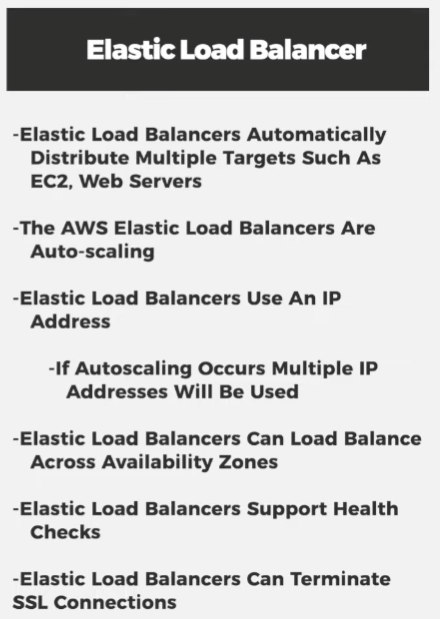 Elastic Load Balancer
-Elastic Load Balancers Automatically
Distribute Multiple Targets Such As
EC2, Web Servers
-The AWS Elastic Load Balancers Are
Auto-scaling
-Elastic Load Balancers Use An IP
Address
-If Autoscaling Occurs Multiple IP
Addresses Will Be Used
-Elastic Load Balancers Can Load Balance
Across Availability Zones
-Elastic Load Balancers Support Health
Checks
-Elastic Load Balancers Can Terminate
SSL Connections